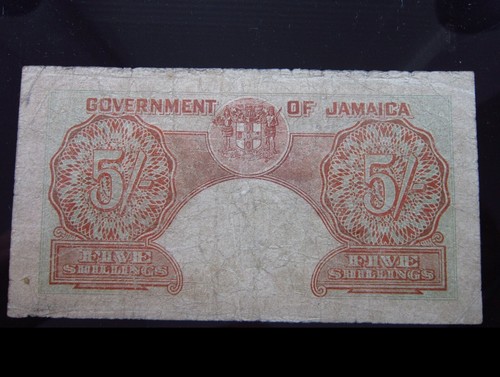 GOVERNMENT OF JAMAICA
5/- 5/-
FIVE FIVE
SHILLINGS SHILLINGS